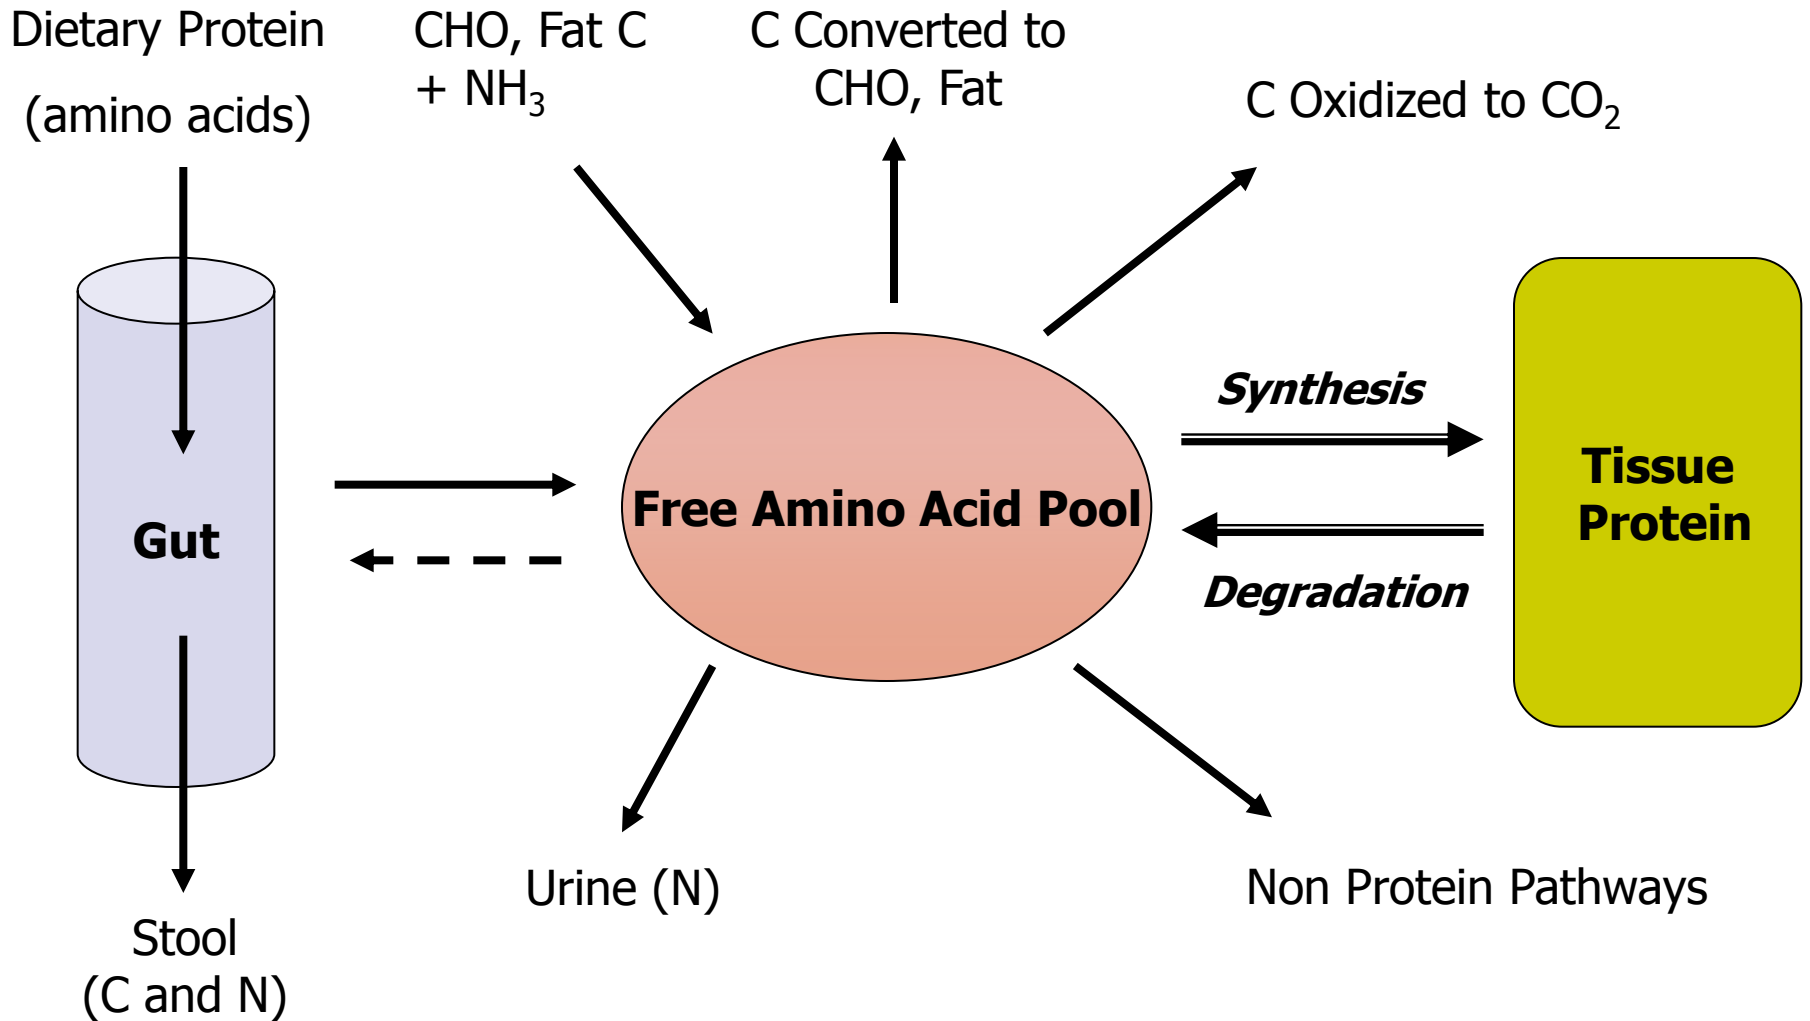 Dietary Protein
(amino acids)
CHO, Fat C
+ NH₃
C Converted to
CHO, Fat
C Oxidized to CO₂
Gut
Free Amino Acid Pool
Synthesis
Degradation
Tissue
Protein
Urine (N)
Non Protein Pathways
Stool
(C and N)